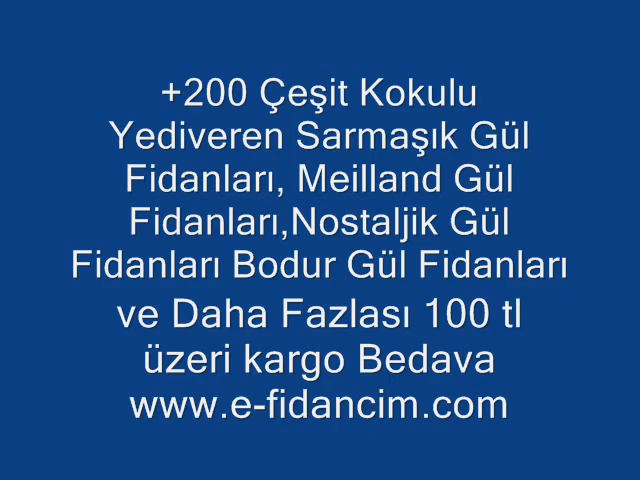 +200 Çeşit Kokulu
Yediveren Sarmaşık Gül
Fidanları, Meilland Gül
Fidanları,Nostaljik Gül
Fidanları Bodur Gül Fidanları
ve Daha Fazlası 100 tl
üzeri kargo Bedava
www.e-fidancim.com